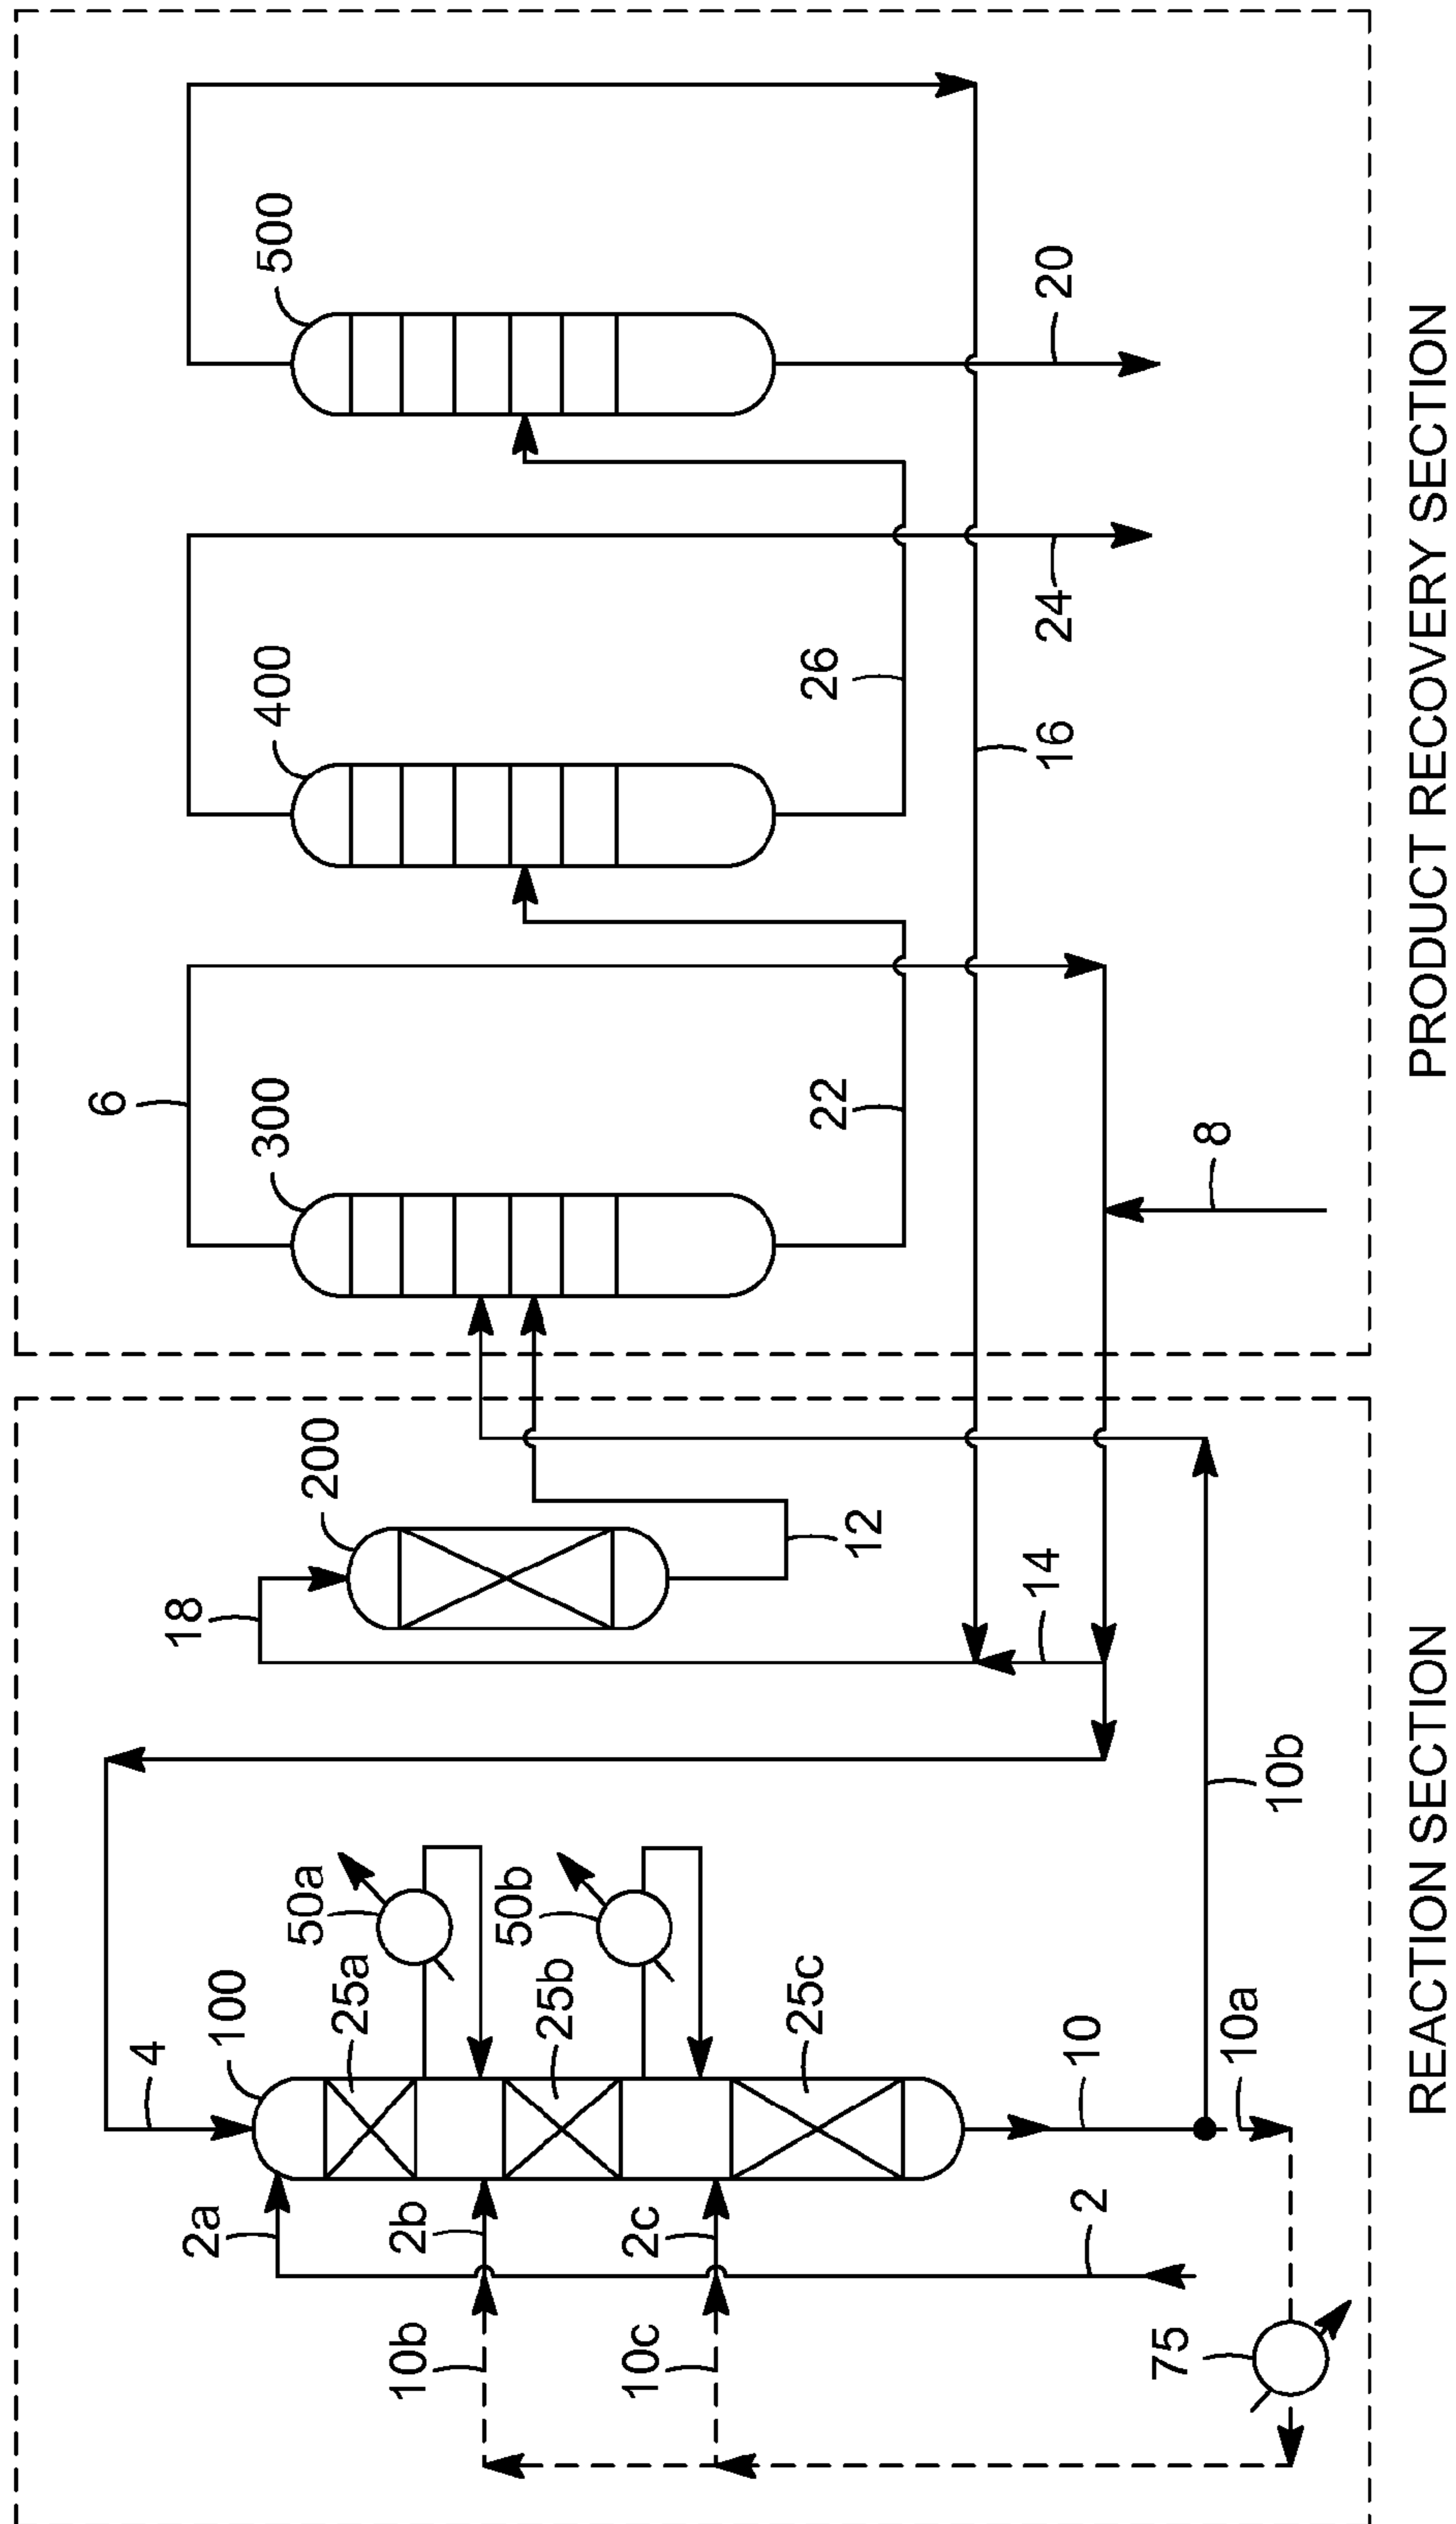 6
4
18
2a
100
300
400
500
50a
200
25a
10b
2b
50b
25b
10c
2c
25c
22
26
12
14
16
24
20
10
2
75
8
10a
10b
REACTION SECTION
PRODUCT RECOVERY SECTION